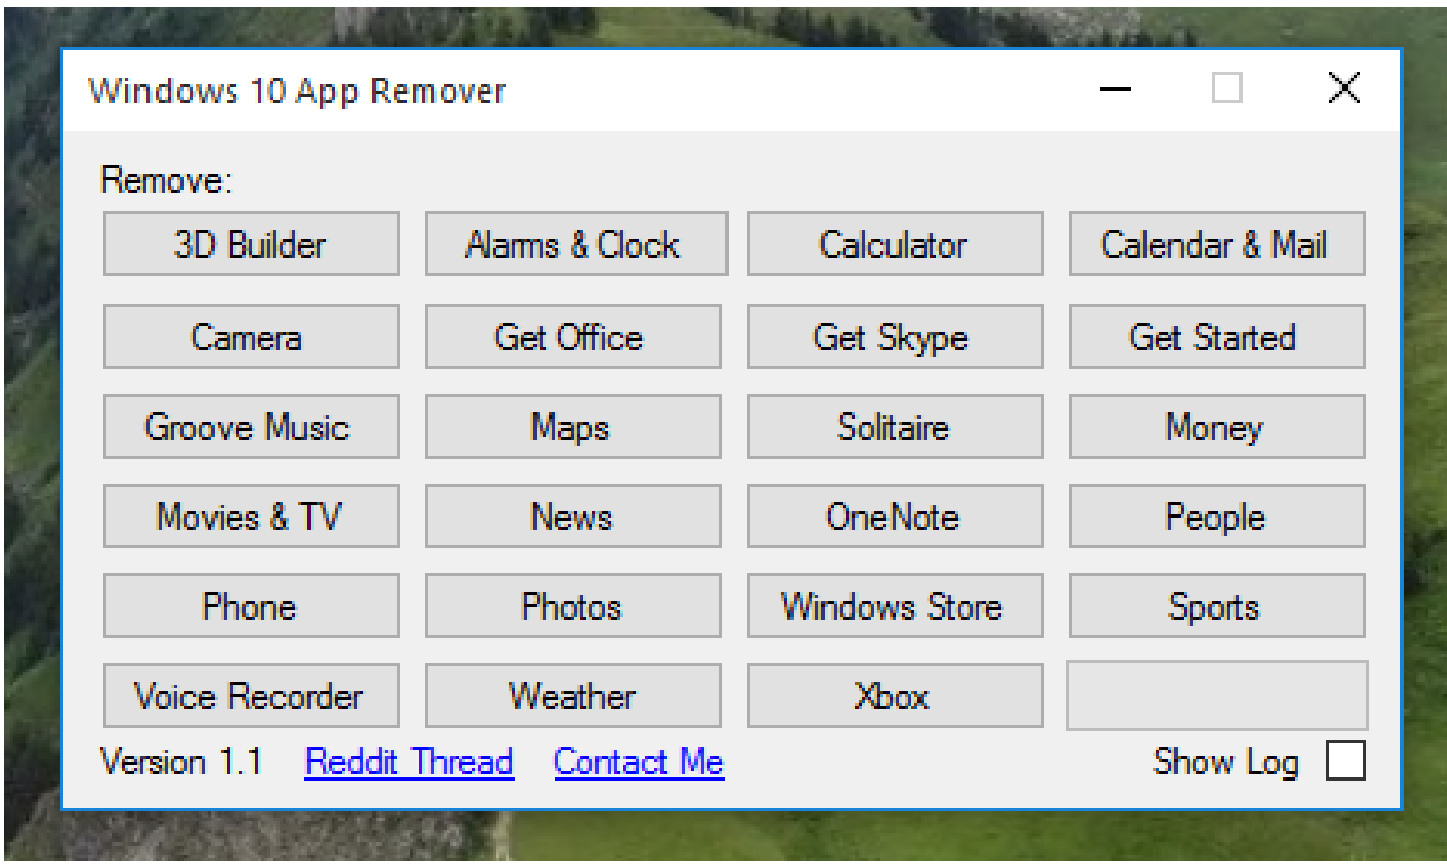 Windows 10 App Remover
Remove:
3D Builder Alarms & Clock Calculator Calendar & Mail
Camera Get Office Get Skype Get Started
Groove Music Maps Solitaire Money
Movies & TV News OneNote People
Phone Photos Windows Store Sports
Voice Recorder Weather Xbox
Version 1.1 Reddit Thread Contact Me Show Log